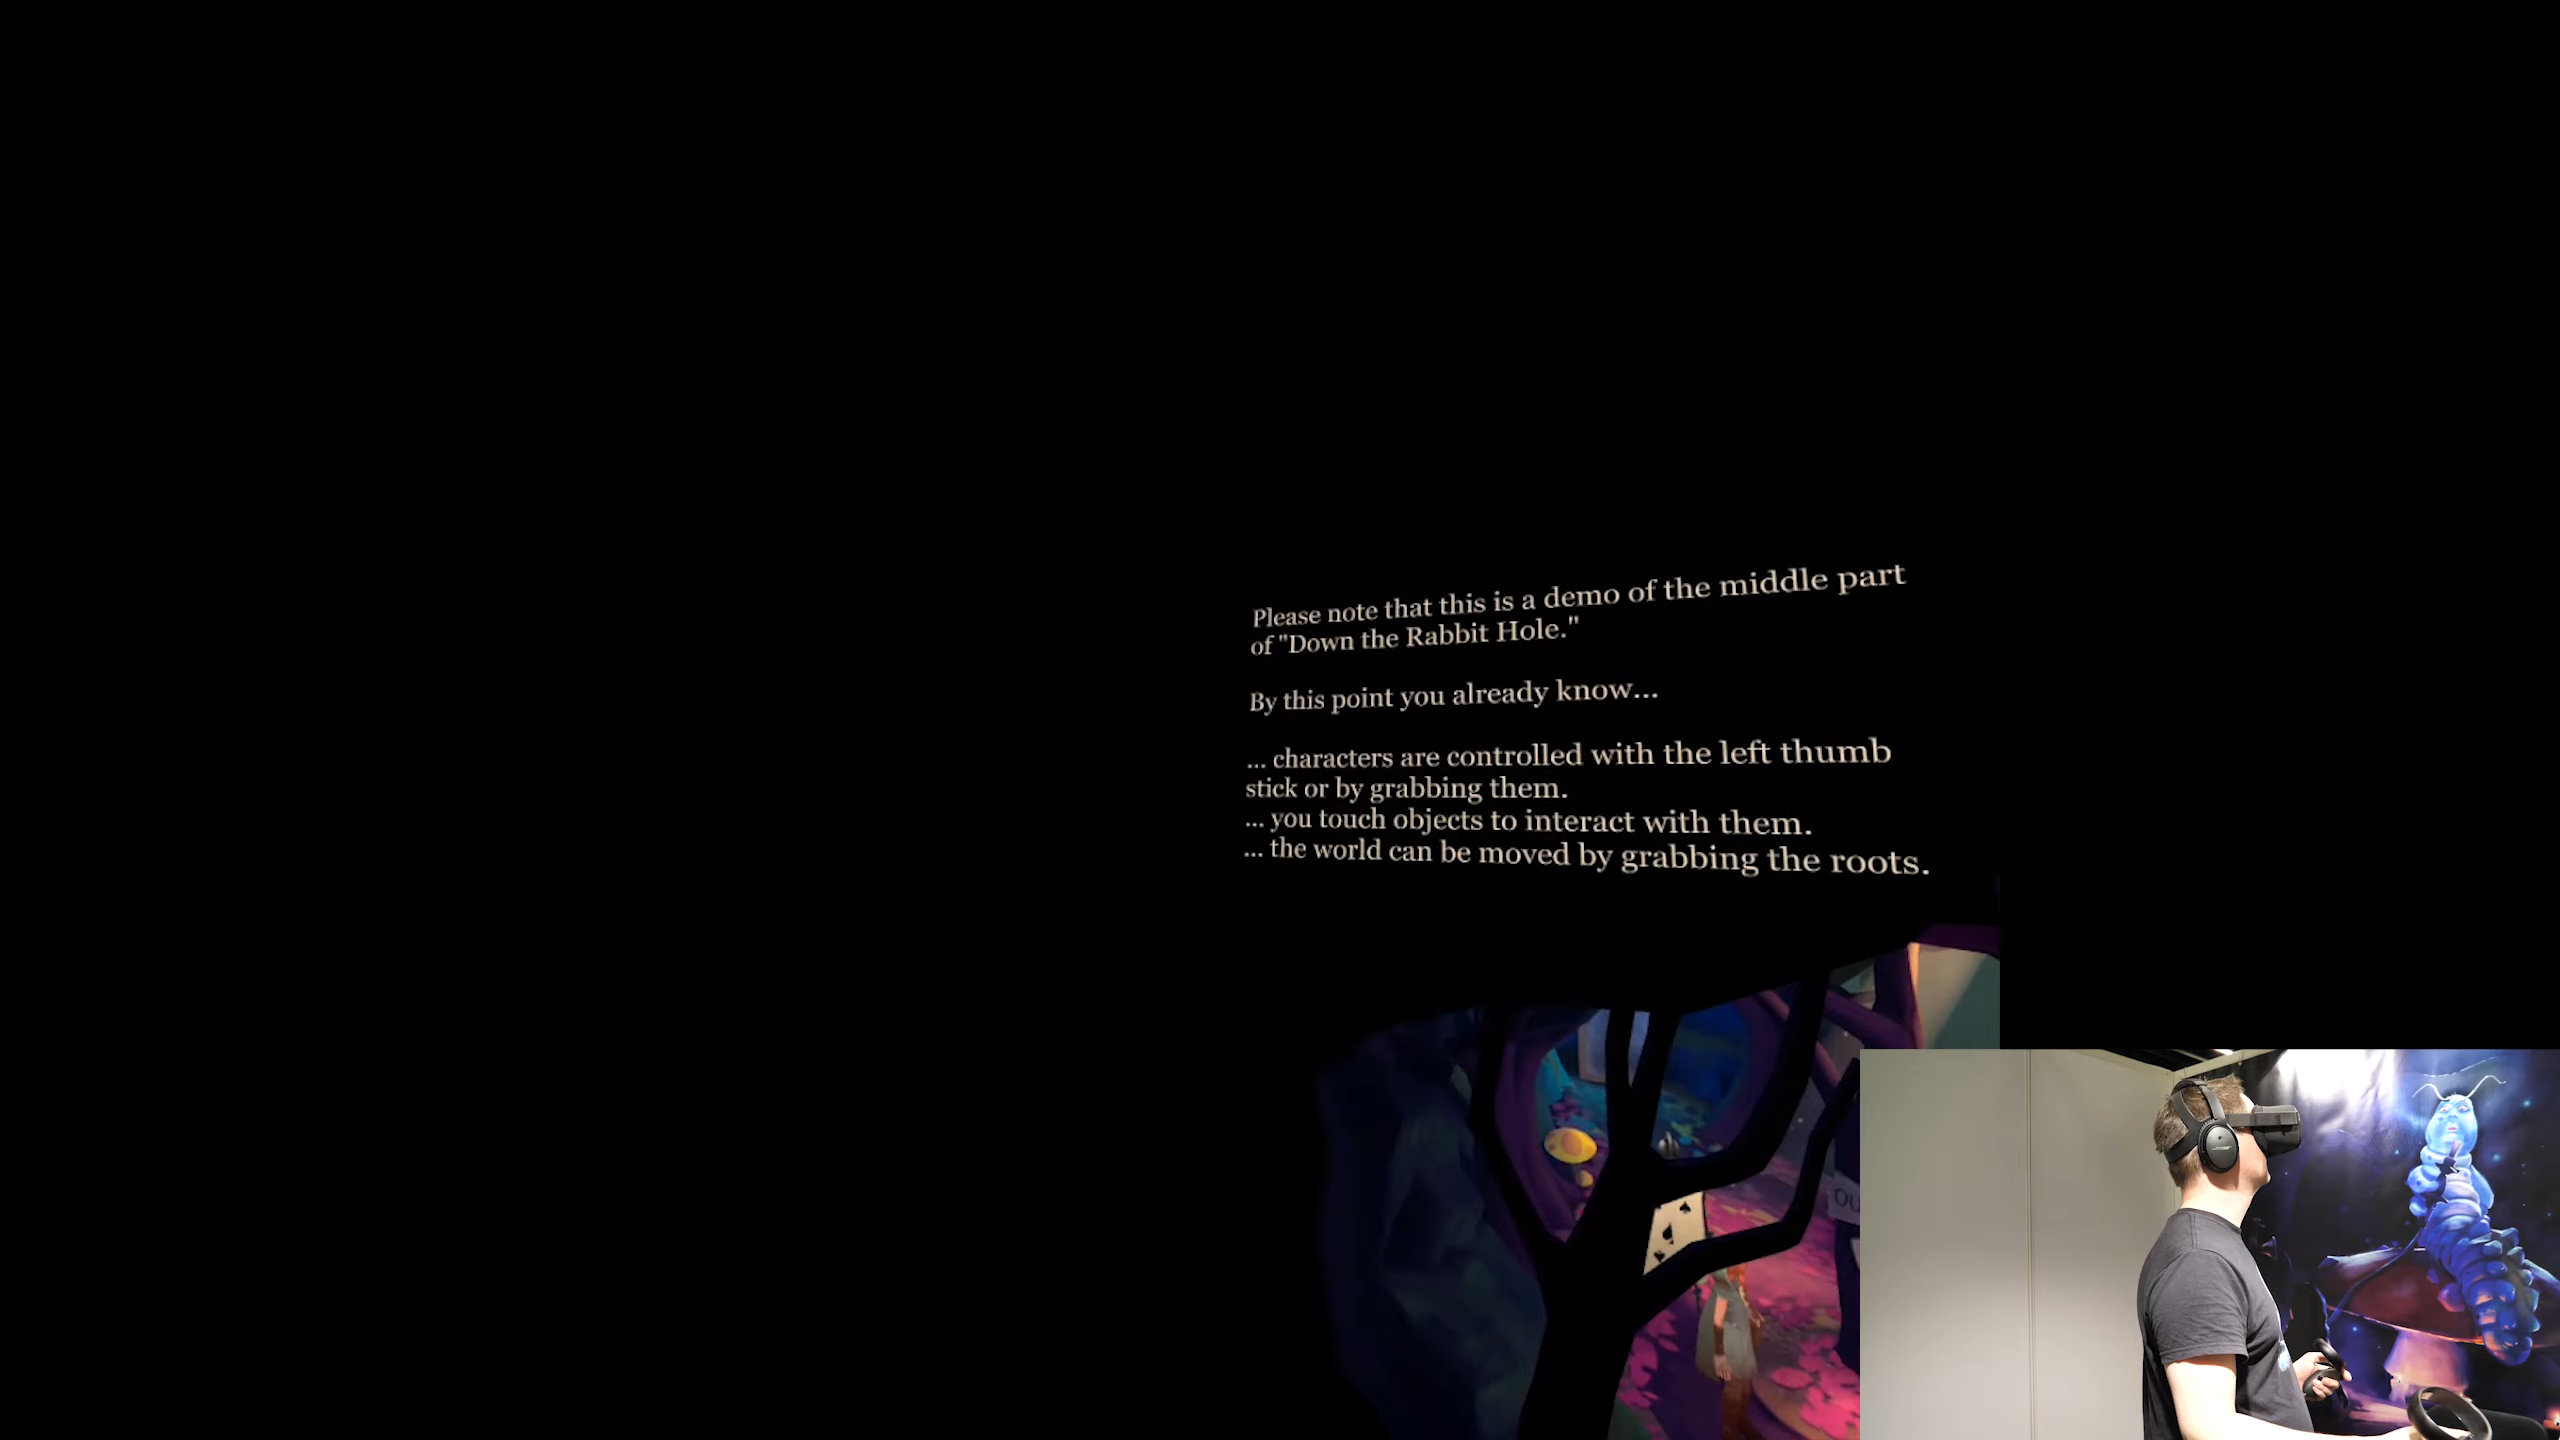 Please note that this is a demo of the middle part
of "Down the Rabbit Hole."
By this point you already know...
... characters are controlled with the left thumb
stick or by grabbing them.
... you touch objects to interact with them.
... the world can be moved by grabbing the roots.
OU